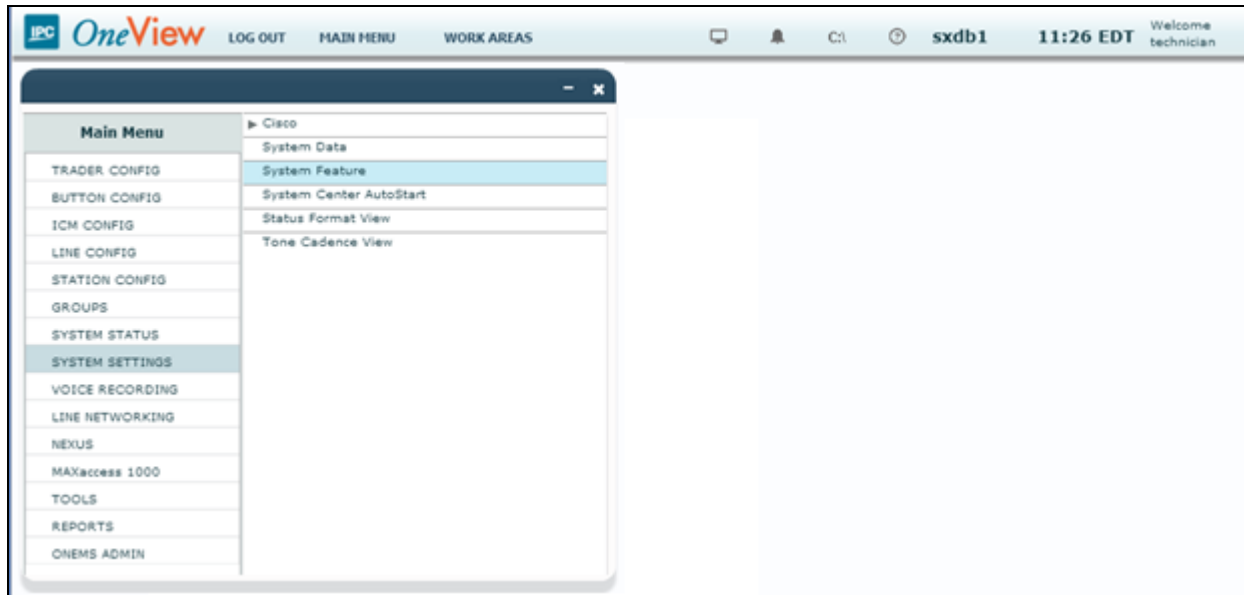 IPC OneView LOG OUT MAIN MENU WORK AREAS C:\ ? sxdb1 11:26 EDT Welcome technician
Main Menu
TRADER CONFIG
BUTTON CONFIG
ICM CONFIG
LINE CONFIG
STATION CONFIG
GROUPS
SYSTEM STATUS
SYSTEM SETTINGS
VOICE RECORDING
LINE NETWORKING
NEXUS
MAXaccess 1000
TOOLS
REPORTS
ONEMS ADMIN
Cisco
System Data
System Feature
System Center AutoStart
Status Format View
Tone Cadence View